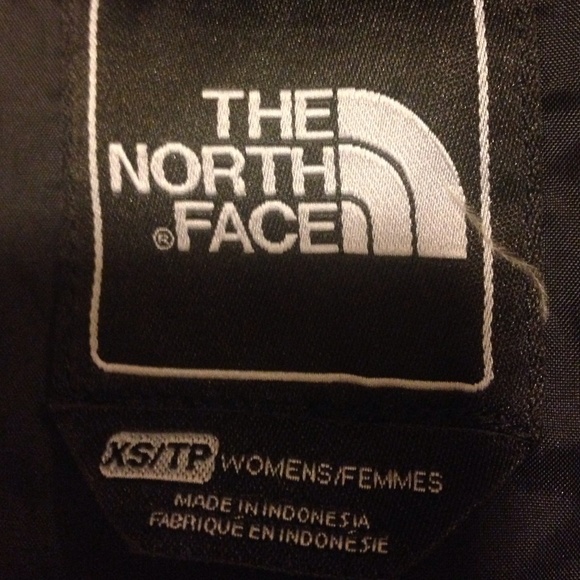 THE
NORTH
®FACE
XS/TP WOMENS/FEMMES
MADE IN INDONESIA
FABRIQUÉ EN INDONÉSIE